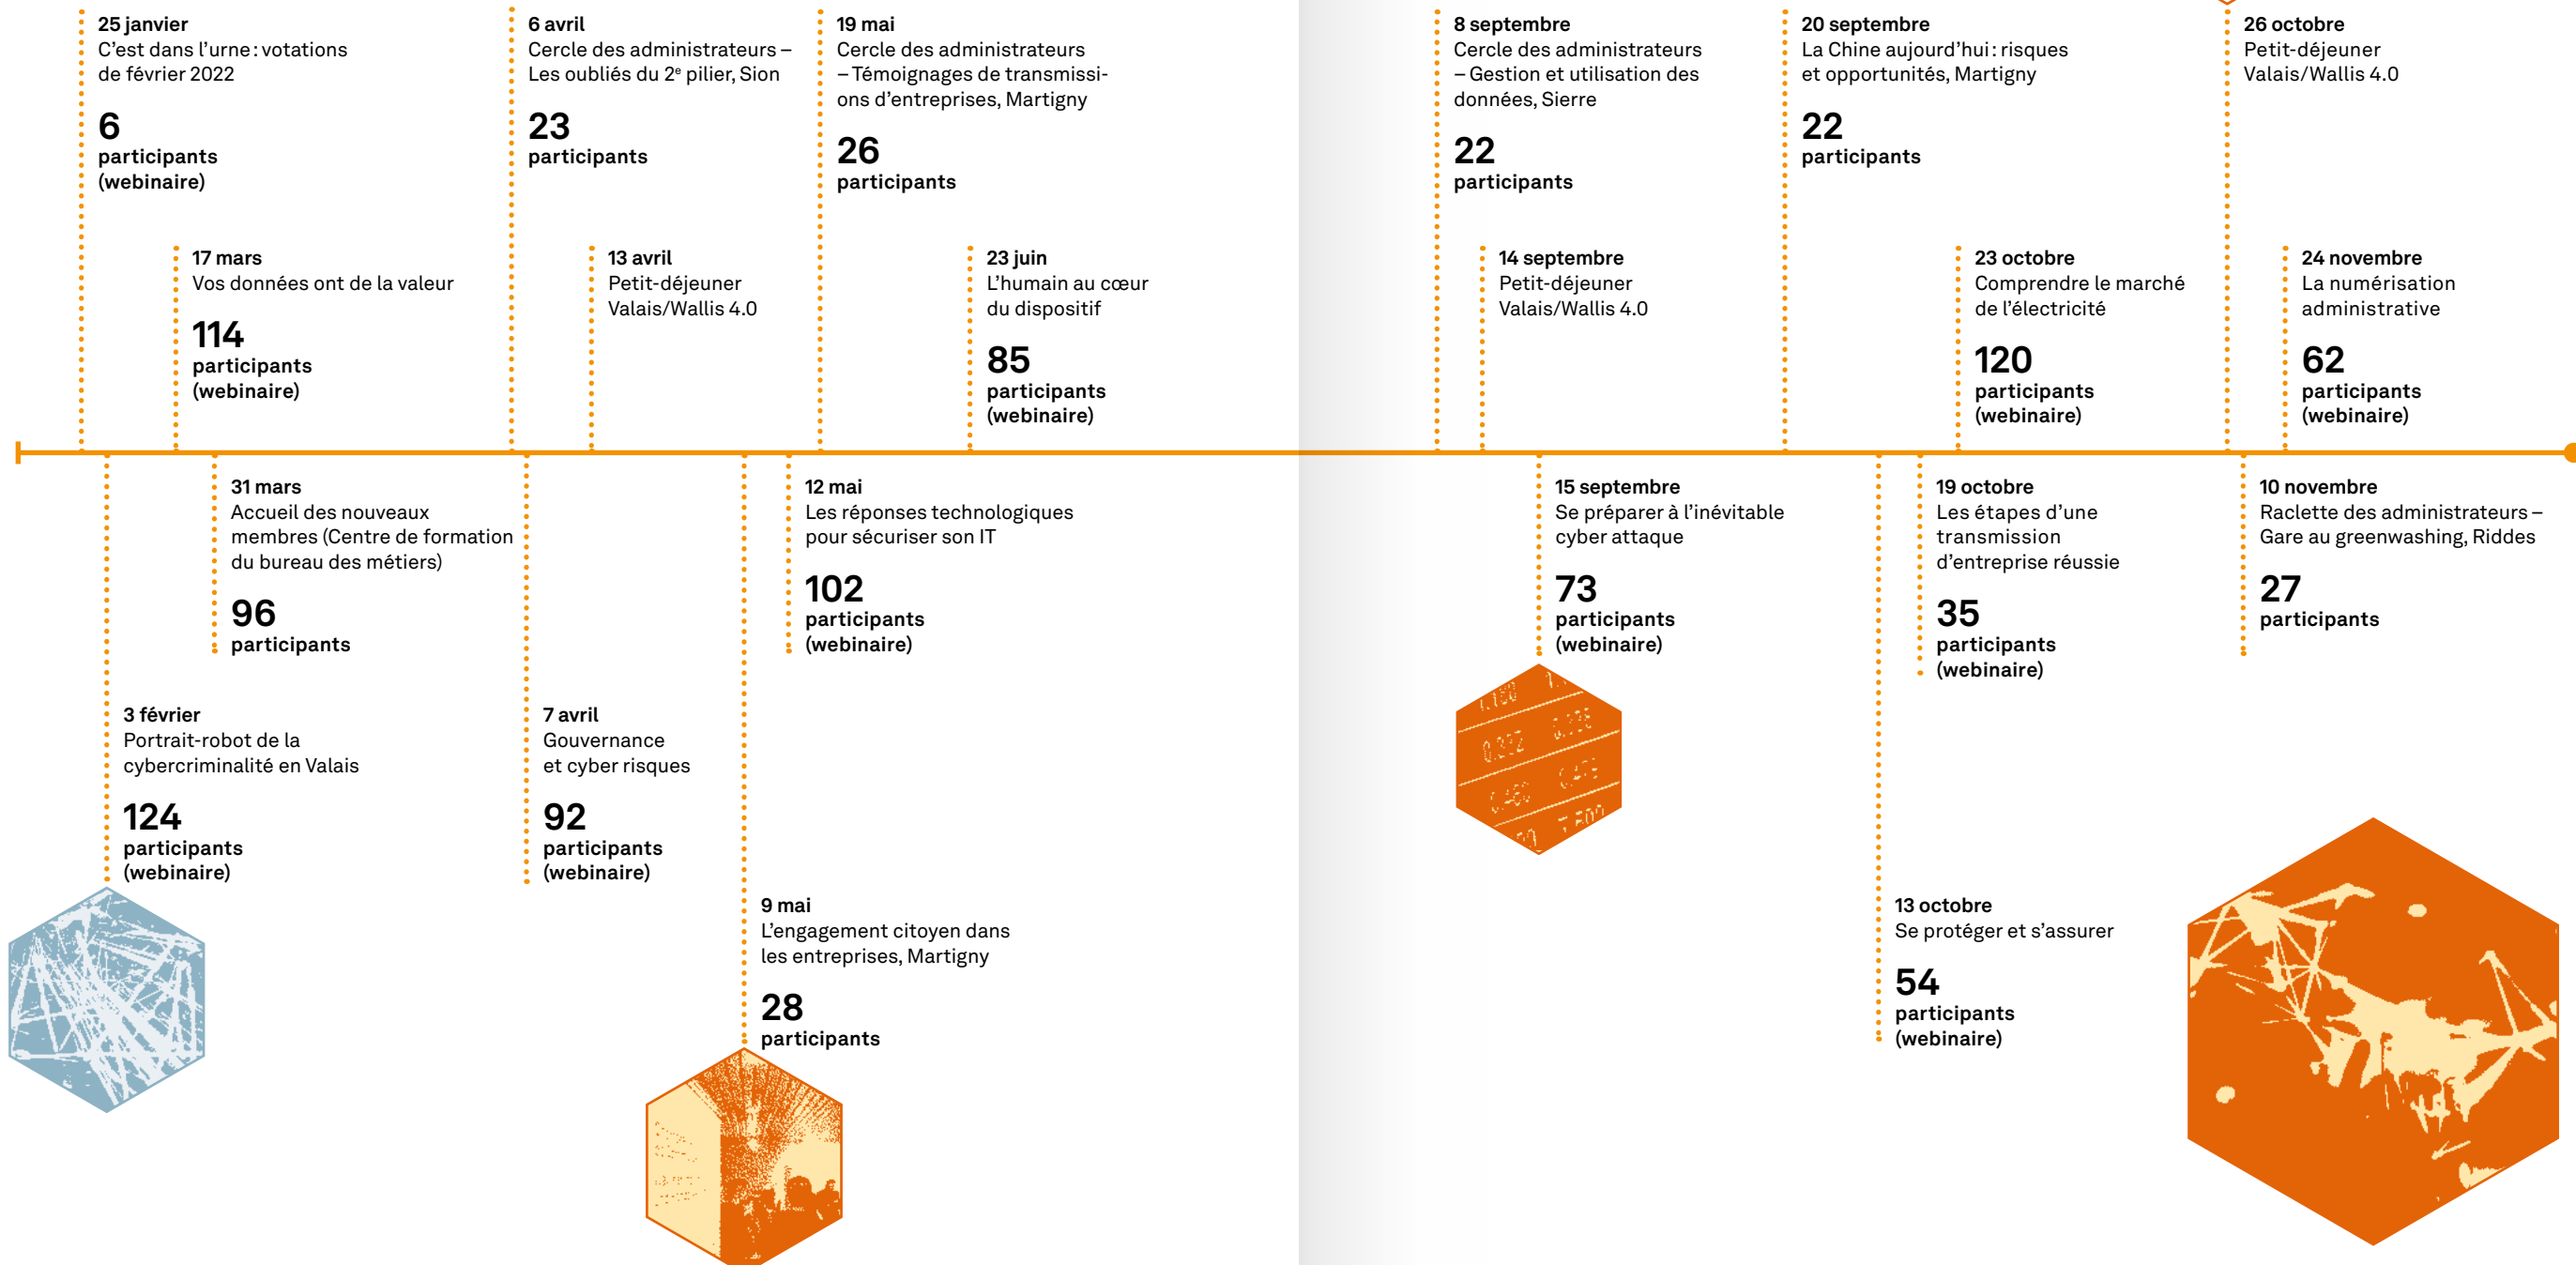 25 janvier
C'est dans l'urne : votations
de février 2022
6
participants
(webinaire)
6 avril
Cercle des administrateurs –
Les oubliés du 2e pilier, Sion
23
participants
19 mai
Cercle des administrateurs
– Témoignages de transmissi-
ons d'entreprises, Martigny
26
participants
8 septembre
Cercle des administrateurs
– Gestion et utilisation des
données, Sierre
22
participants
20 septembre
La Chine aujourd'hui : risques
et opportunités, Martigny
22
participants
26 octobre
Petit-déjeuner
Valais/Wallis 4.0
17 mars
Vos données ont de la valeur
114
participants
(webinaire)
13 avril
Petit-déjeuner
Valais/Wallis 4.0
23 juin
L'humain au cœur
du dispositif
85
participants
(webinaire)
14 septembre
Petit-déjeuner
Valais/Wallis 4.0
23 octobre
Comprendre le marché
de l'électricité
120
participants
(webinaire)
24 novembre
La numérisation
administrative
62
participants
(webinaire)
31 mars
Accueil des nouveaux
membres (Centre de formation
du bureau des métiers)
96
participants
12 mai
Les réponses technologiques
pour sécuriser son IT
102
participants
(webinaire)
15 septembre
Se préparer à l'inévitable
cyber attaque
73
participants
(webinaire)
19 octobre
Les étapes d'une
transmission
d'entreprise réussie
35
participants
(webinaire)
10 novembre
Raclette des administrateurs –
Gare au greenwashing, Riddes
27
participants
3 février
Portrait-robot de la
cybercriminalité en Valais
124
participants
(webinaire)
7 avril
Gouvernance
et cyber risques
92
participants
(webinaire)
9 mai
L'engagement citoyen dans
les entreprises, Martigny
28
participants
13 octobre
Se protéger et s'assurer
54
participants
(webinaire)